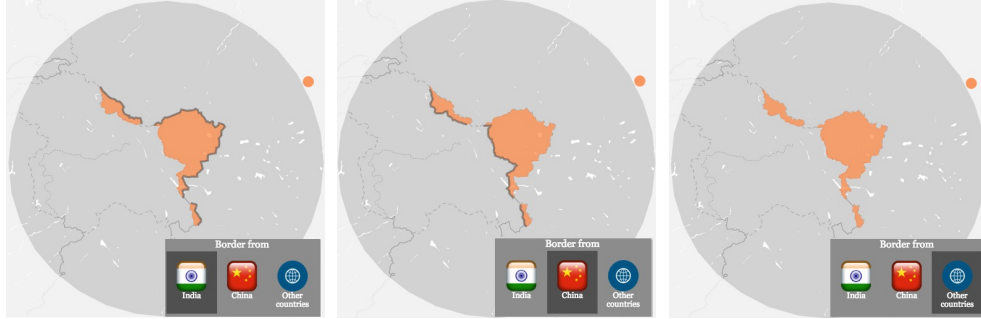 Border from
India
China
Other
countries
Border from
India
China
Other
countries
Border from
India
China
Other
countries